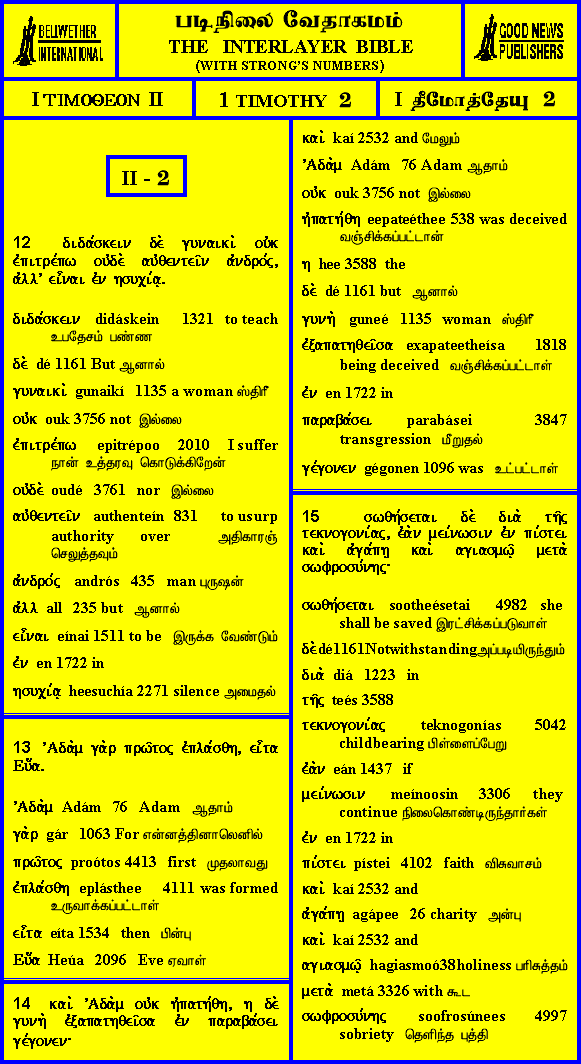 BELLWETHER
INTERNATIONAL
படிநிலை வேதாகமம்
THE INTERLAYER BIBLE
(WITH STRONG'S NUMBERS)
GOOD NEWS
PUBLISHERS
I ΤΙΜΟΘΕΟΝ II
1 TIMOTHY 2
I தீமோத்தேயு 2
II - 2
12 διδάσκειν δὲ γυναικὶ οὐκ
ἐπιτρέπω οὐδὲ αὐθεντεῖν ἀνδρός,
ἀλλ' εἶναι ἐν ησυχίᾳ.
διδάσκειν didáskein 1321 to teach
உபதேசம் பண்ண
δὲ dé 1161 But ஆனால்
γυναικὶ gunaikí 1135 a woman ஸ்திரீ
οὐκ ouk 3756 not இல்லை
ἐπιτρέπω epitrépoo 2010 I suffer
நான் உத்தரவு கொடுக்கிறேன்
οὐδὲ oudé 3761 nor இல்லை
αὐθεντεῖν authenteín 831 to usurp
authority over அதிகாரஞ்
செலுத்தவும்
ἀνδρός andrós 435 man புருஷன்
ἀλλ all 235 but ஆனால்
εἶναι eínai 1511 to be இருக்க வேண்டும்
ἐν en 1722 in
ησυχίᾳ heesuchía 2271 silence அமைதல்
13 Ἀδὰμ γὰρ πρῶτος ἐπλάσθη, εἶτα
Εὕα.
Ἀδὰμ Adám 76 Adam ஆதாம்
γὰρ gár 1063 For என்னத்தினாலெனில்
πρῶτος proótos 4413 first முதலாவது
ἐπλάσθη eplásthee 4111 was formed
உருவாக்கப்பட்டாள்
εἶτα eíta 1534 then பின்பு
Εὕα Heúa 2096 Eve ஏவாள்
14 καὶ Ἀδὰμ οὐκ ἠπατήθη, η δὲ
γυνὴ ἐξαπατηθεῖσα ἐν παραβάσει
γέγονεν·
καὶ kaí 2532 and மேலும்
Ἀδὰμ Adám 76 Adam ஆதாம்
οὐκ ouk 3756 not இல்லை
ἠπατήθη eepateéthee 538 was deceived
வஞ்சிக்கப்பட்டான்
η hee 3588 the
δὲ dé 1161 but ஆனால்
γυνὴ guneé 1135 woman ஸ்திரீ
ἐξαπατηθεῖσα exapateetheísa 1818
being deceived வஞ்சிக்கப்பட்டாள்
ἐν en 1722 in
παραβάσει parabásei 3847
transgression மீறுதல்
γέγονεν gégonen 1096 was உட்பட்டாள்
15 σωθήσεται δὲ διὰ τῆς
τεκνογονίας, ἐὰν μείνωσιν ἐν πίστει
καὶ ἀγάπῃ καὶ αγιασμῷ μετὰ
σωφροσύνης·
σωθήσεται sootheésetai 4982 she
shall be saved இரட்சிக்கப்படுவாள்
δὲ dé 1161 Notwithstanding அப்படியிருந்தும்
διὰ diá 1223 in
τῆς teés 3588
τεκνογονίας teknogonías 5042
childbearing பிள்ளைப்பேறு
ἐὰν eán 1437 if
μείνωσιν meínoosin 3306 they
continue நிலைகொண்டிருந்தார்கள்
ἐν en 1722 in
πίστει pístei 4102 faith விசுவாசம்
καὶ kaí 2532 and
ἀγάπῃ agápee 26 charity அன்பு
καὶ kaí 2532 and
αγιασμῷ hagiasmoó38holiness பரிசுத்தம்
μετὰ metá 3326 with கூட
σωφροσύνης soofrosúnees 4997
sobriety தெளிந்த புத்தி